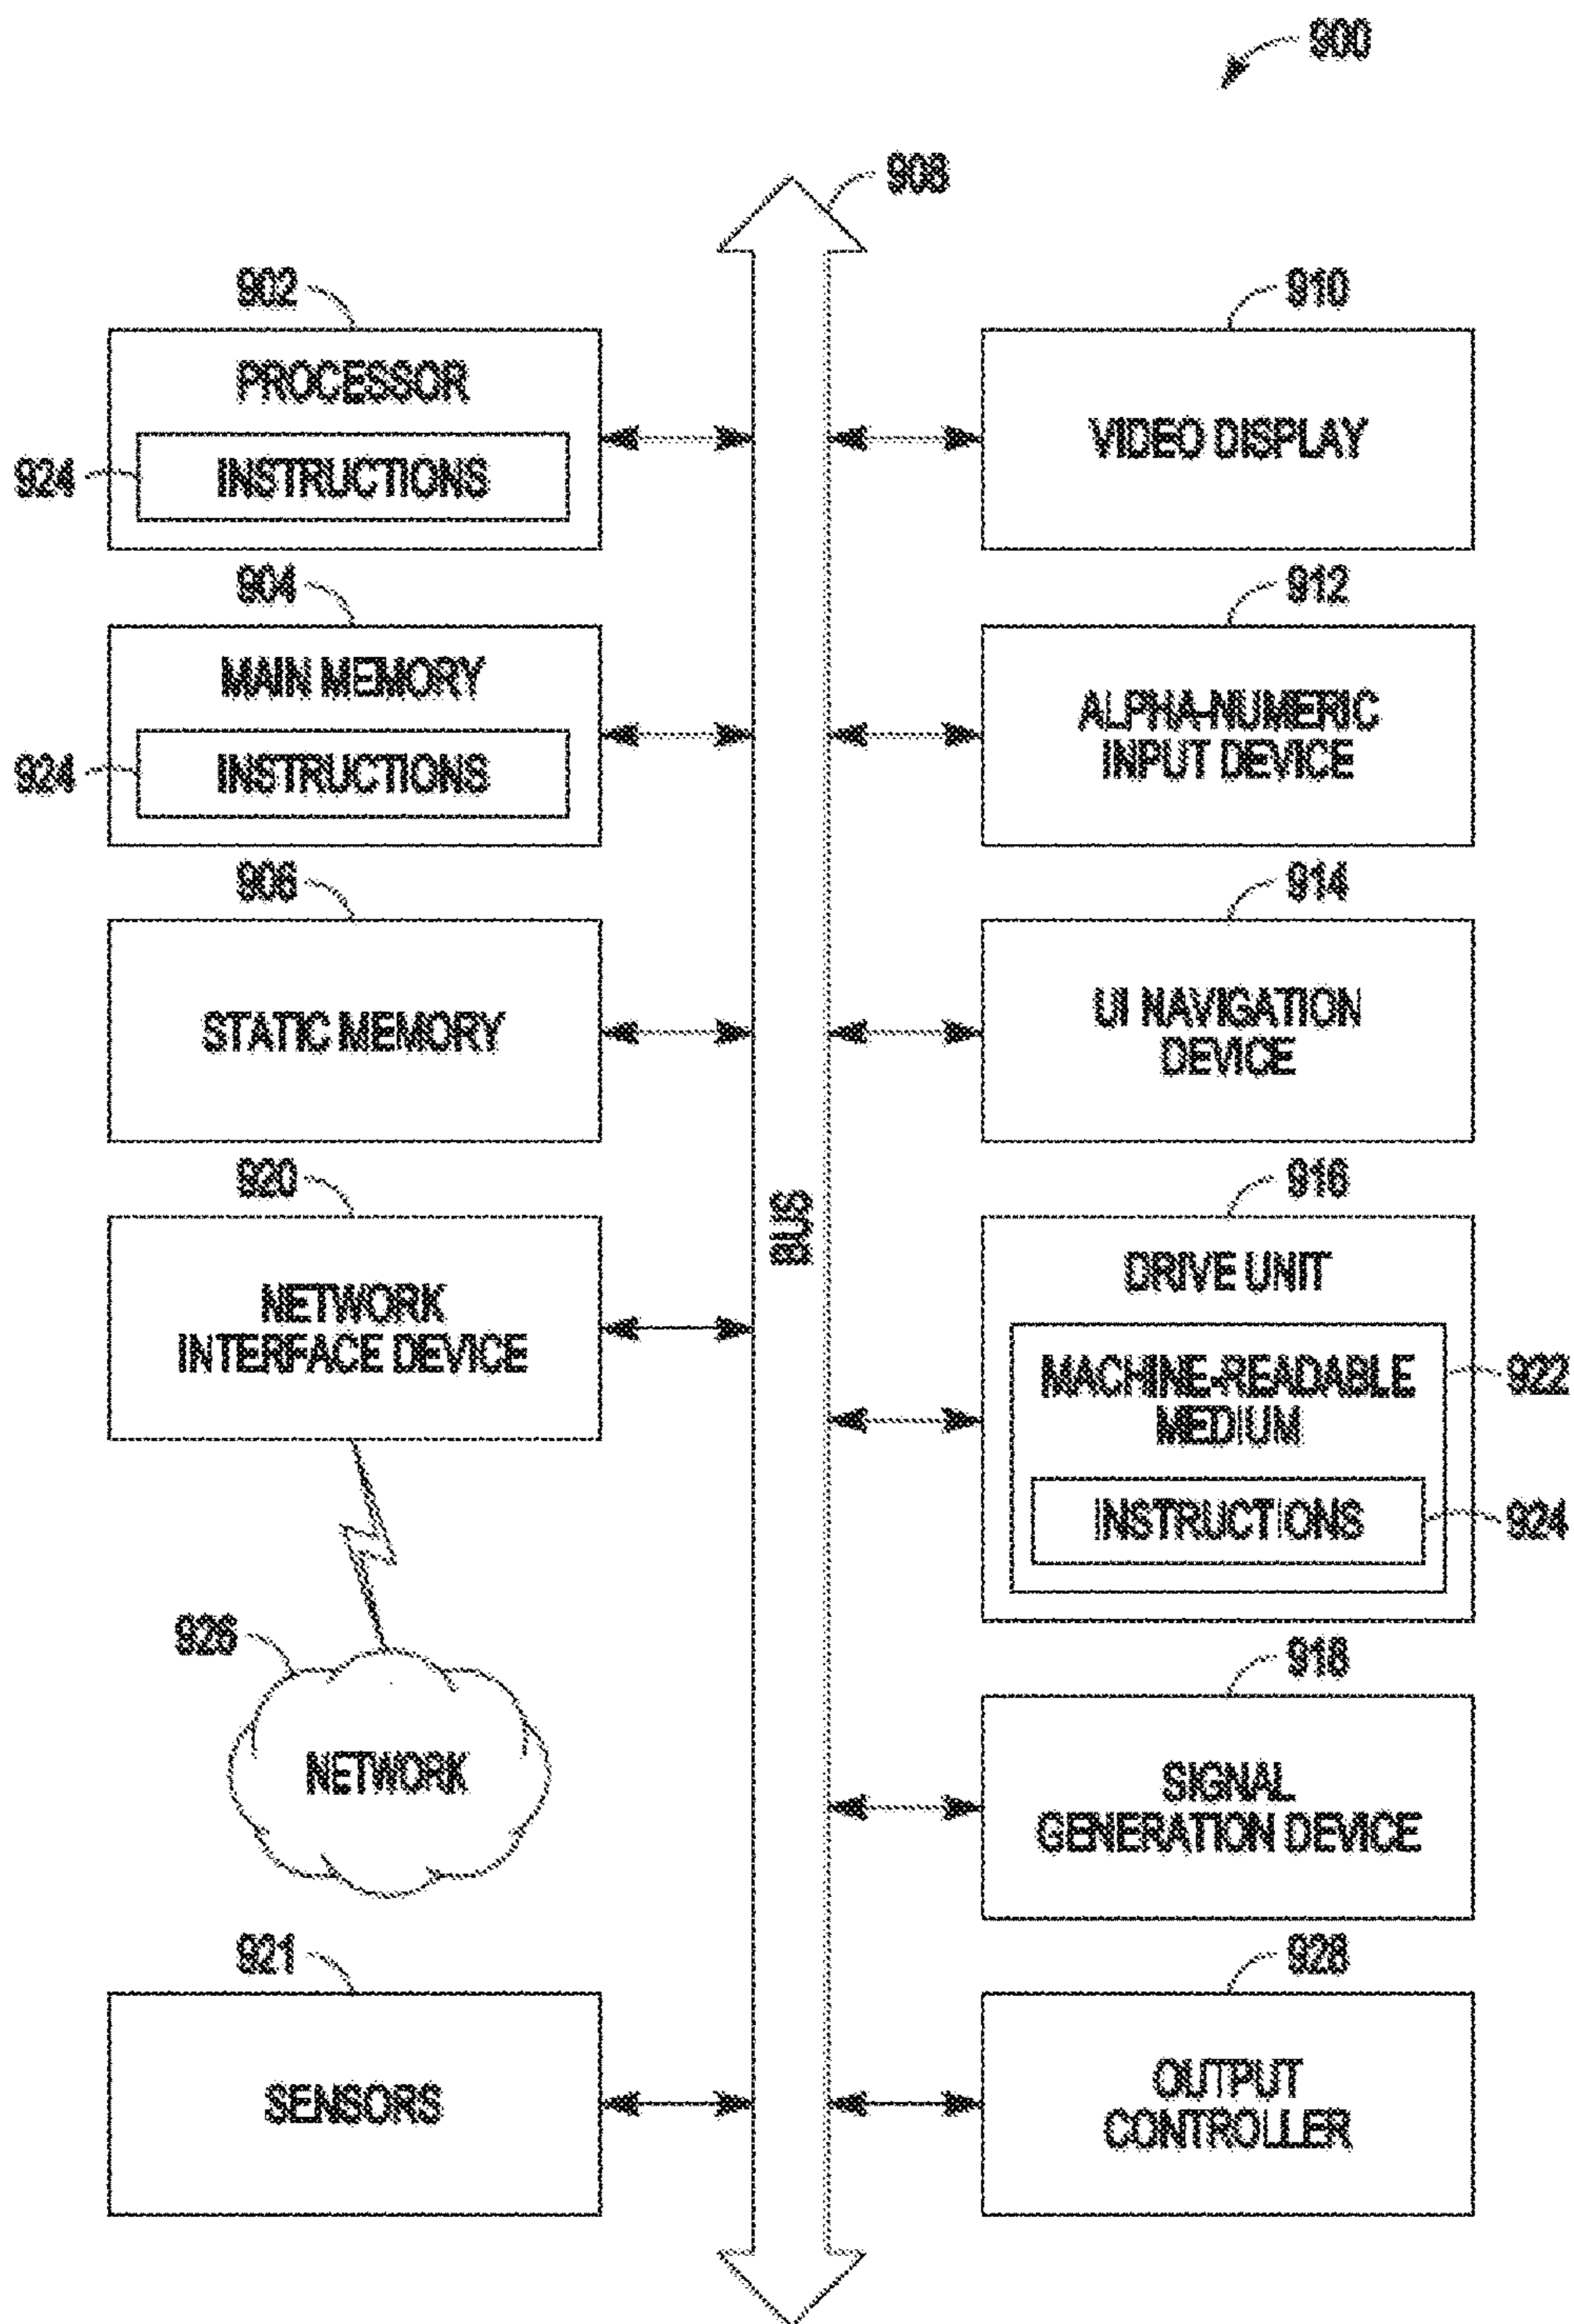 900
908
902
PROCESSOR
924
INSTRUCTIONS
904
MAIN MEMORY
924
INSTRUCTIONS
906
STATIC MEMORY
920
NETWORK
INTERFACE DEVICE
926
NETWORK
921
SENSORS
BUS
910
VIDEO DISPLAY
912
ALPHA-NUMERIC
INPUT DEVICE
914
UI NAVIGATION
DEVICE
916
DRIVE UNIT
MACHINE-READABLE
MEDIUM
922
INSTRUCTIONS
924
918
SIGNAL
GENERATION DEVICE
928
OUTPUT
CONTROLLER